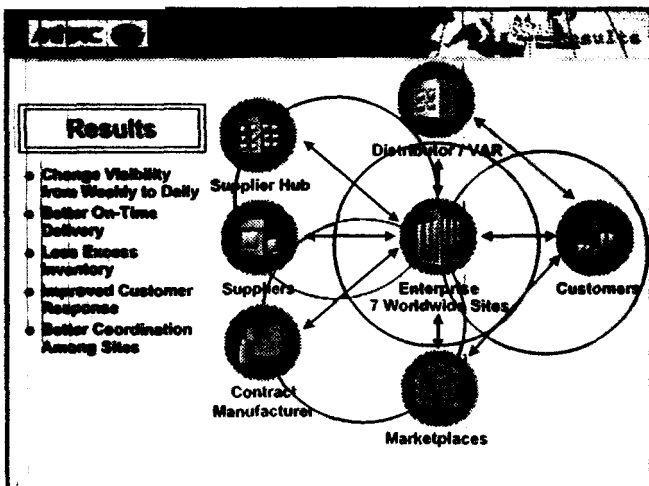 Results
Results
Change Visibility
from Weekly to Daily
Better On-Time
Delivery
Less Excess
Inventory
Improved Customer
Response
Better Coordination
Among Sites
Distributor / VAR
Supplier Hub
Suppliers
Enterprise
7 Worldwide Sites
Customers
Contract
Manufacturer
Marketplaces